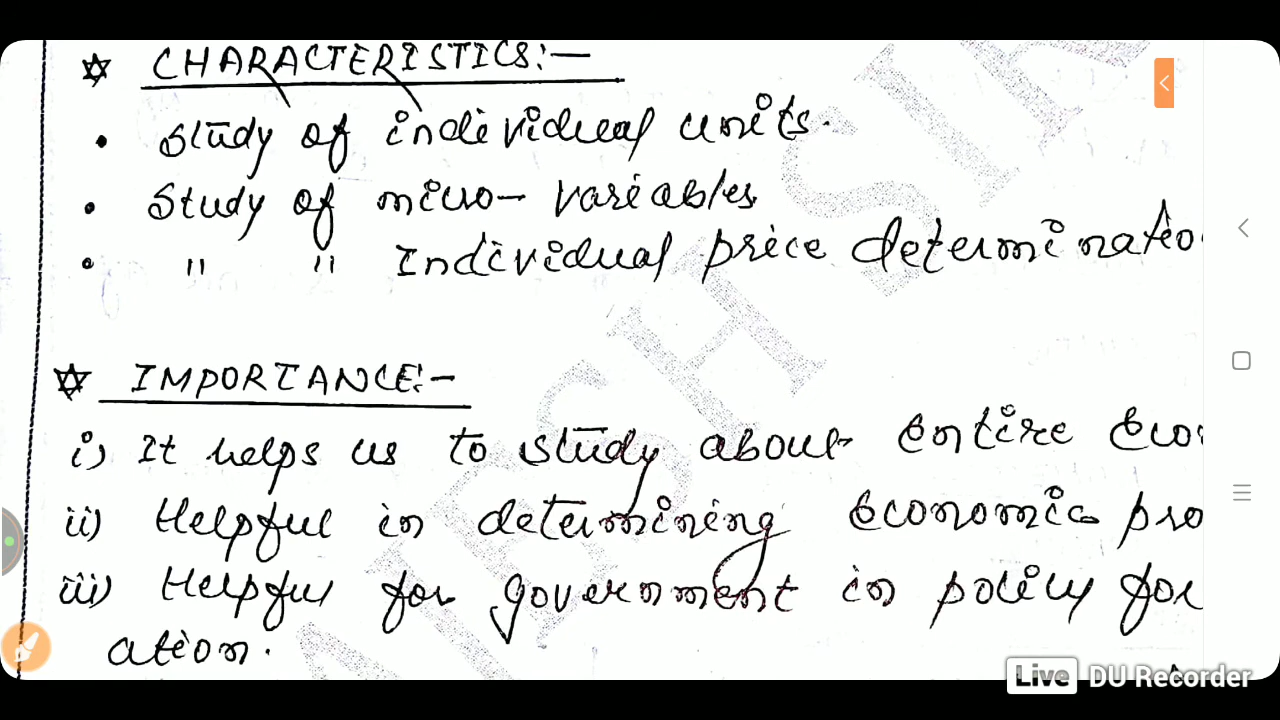 ☆ CHARACTERISTICS:—
• Study of individual units.
• Study of micro- variables
• " " Individual price determinatio
☆ IMPORTANCE:-
i) It helps us to study about entire Eco
ii) Helpful in determining economic pro
iii) Helpful for government in policy for
ation.
Live DU Recorder